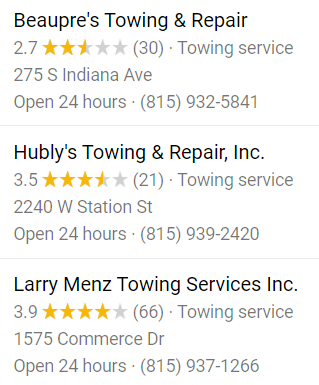 Beaupre's Towing & Repair
2.7 (30) · Towing service
275 S Indiana Ave
Open 24 hours · (815) 932-5841
Hubly's Towing & Repair, Inc.
3.5 (21) · Towing service
2240 W Station St
Open 24 hours · (815) 939-2420
Larry Menz Towing Services Inc.
3.9 (66) · Towing service
1575 Commerce Dr
Open 24 hours · (815) 937-1266